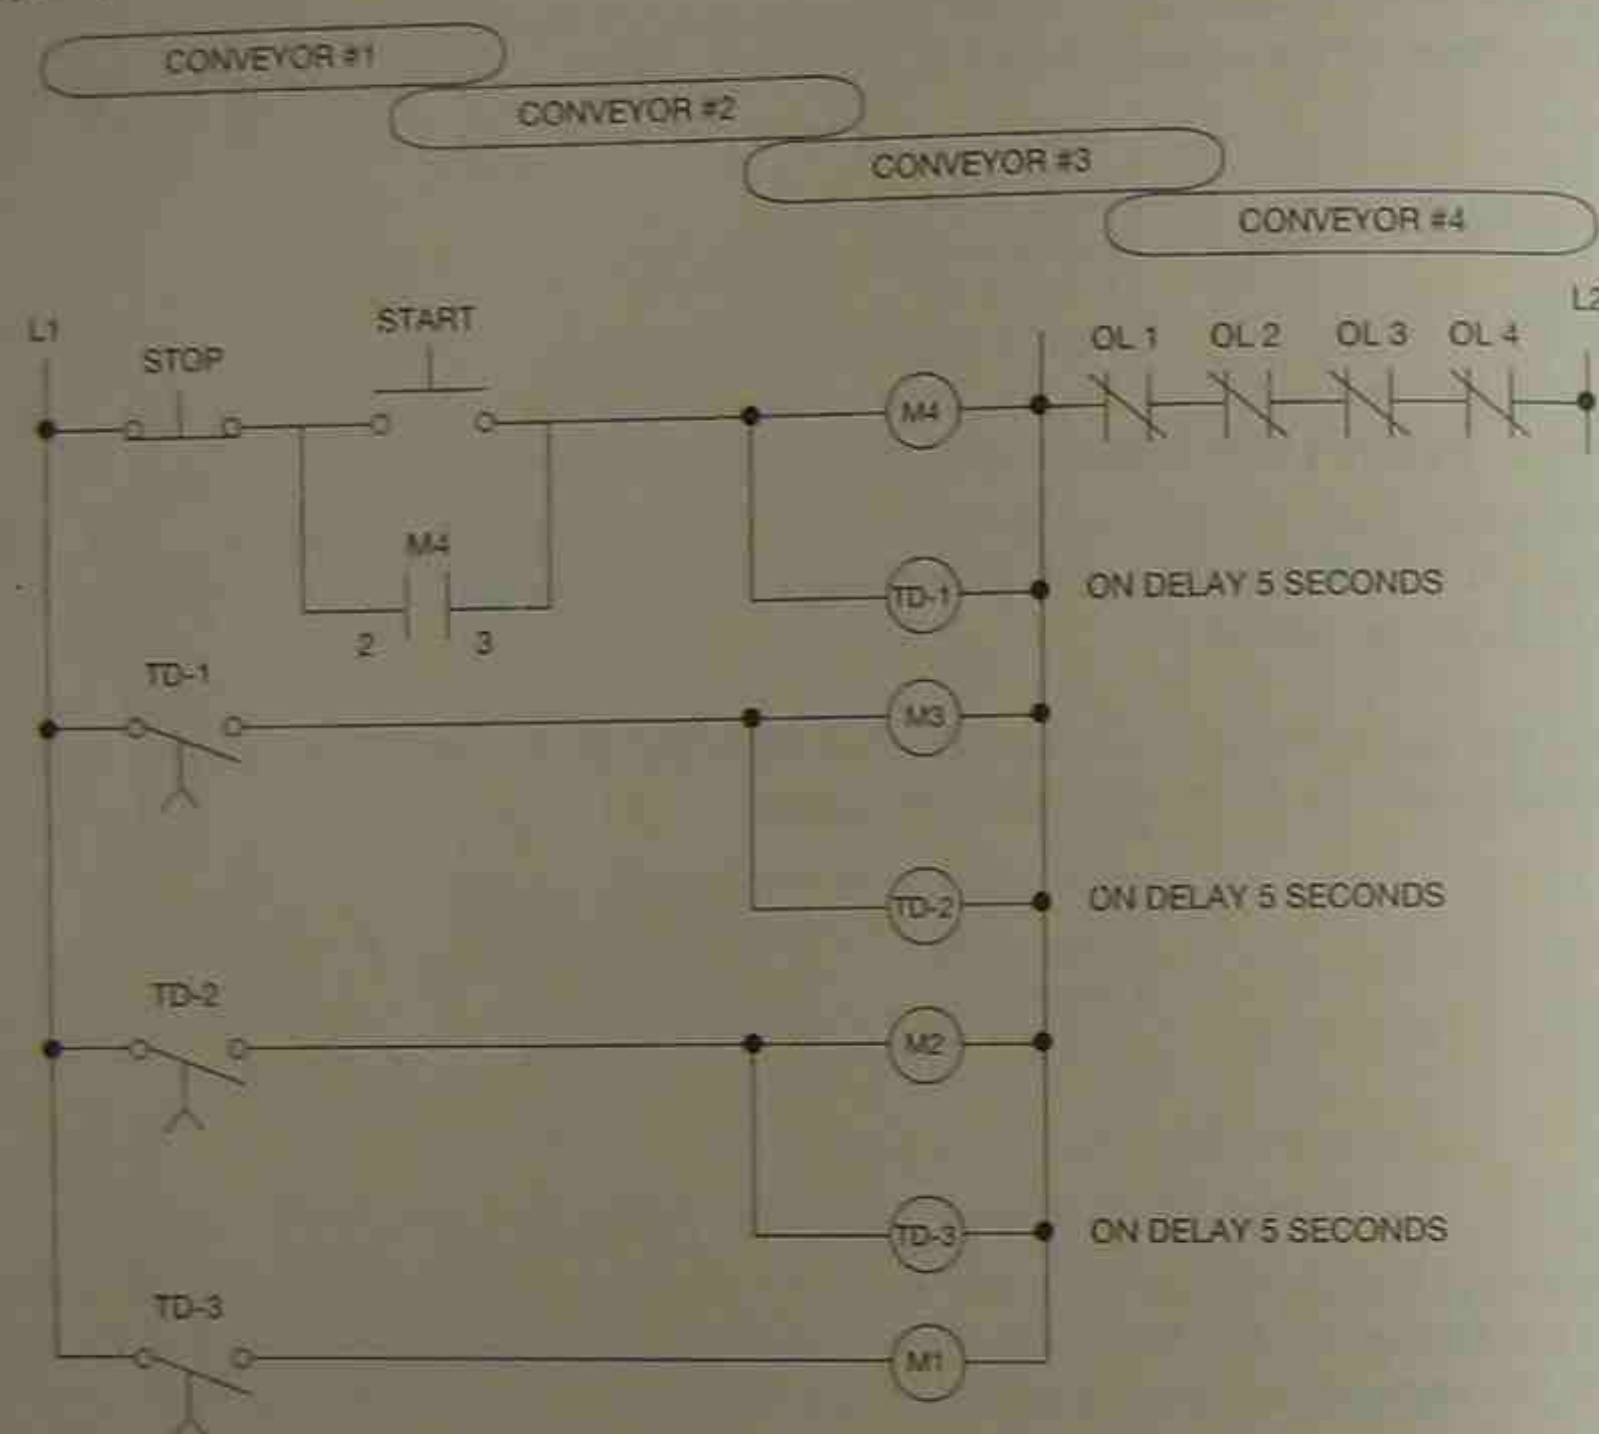 CONVEYOR #1
CONVEYOR #2
CONVEYOR #3
CONVEYOR #4
L1
STOP
START
OL 1
OL 2
OL 3
OL 4
L2
M4
M4
2
3
TD-1
ON DELAY 5 SECONDS
TD-1
M3
TD-2
ON DELAY 5 SECONDS
TD-2
M2
TD-3
ON DELAY 5 SECONDS
TD-3
M1